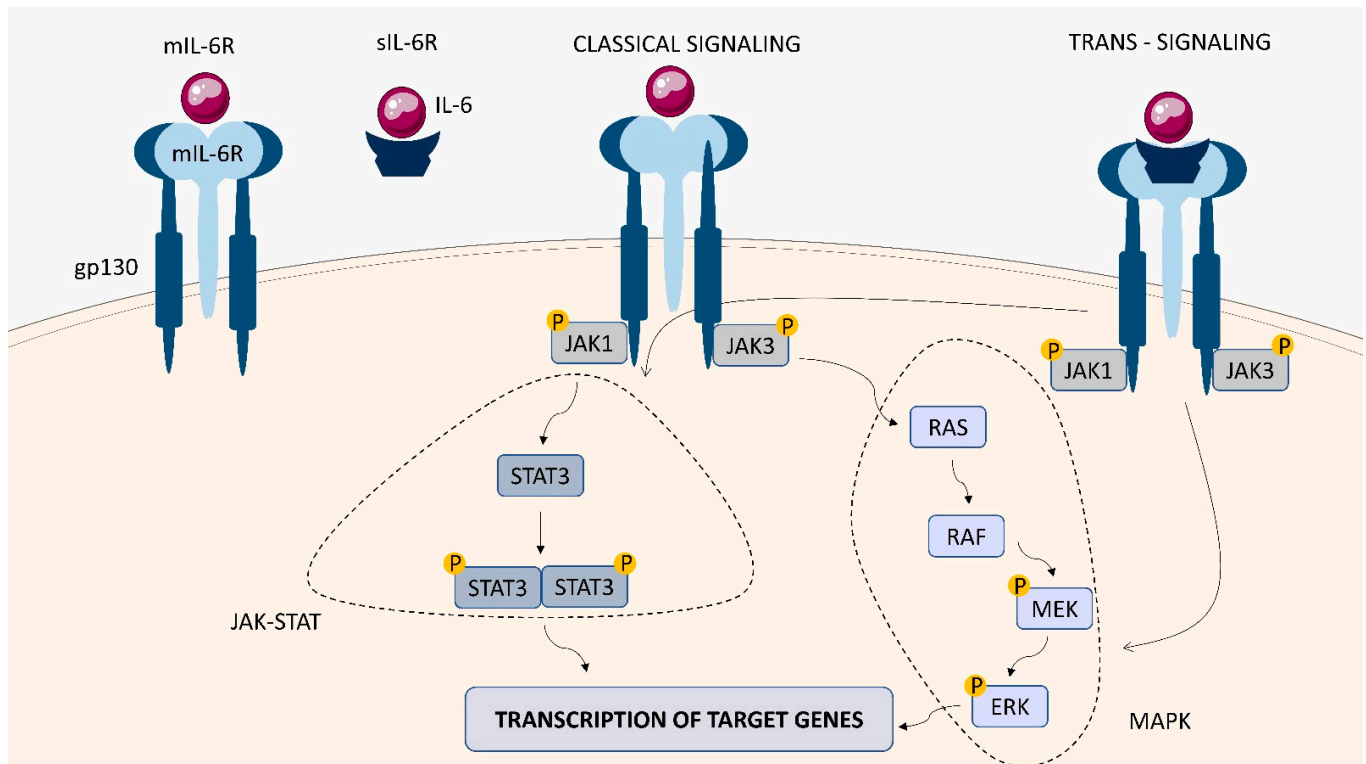 mIL-6R
sIL-6R
CLASSICAL SIGNALING
TRANS - SIGNALING
IL-6
mIL-6R
gp130
P
JAK1
P
JAK3
P
JAK1
P
JAK3
RAS
STAT3
RAF
P
STAT3
P
STAT3
P
MEK
JAK-STAT
P
ERK
TRANSCRIPTION OF TARGET GENES
MAPK